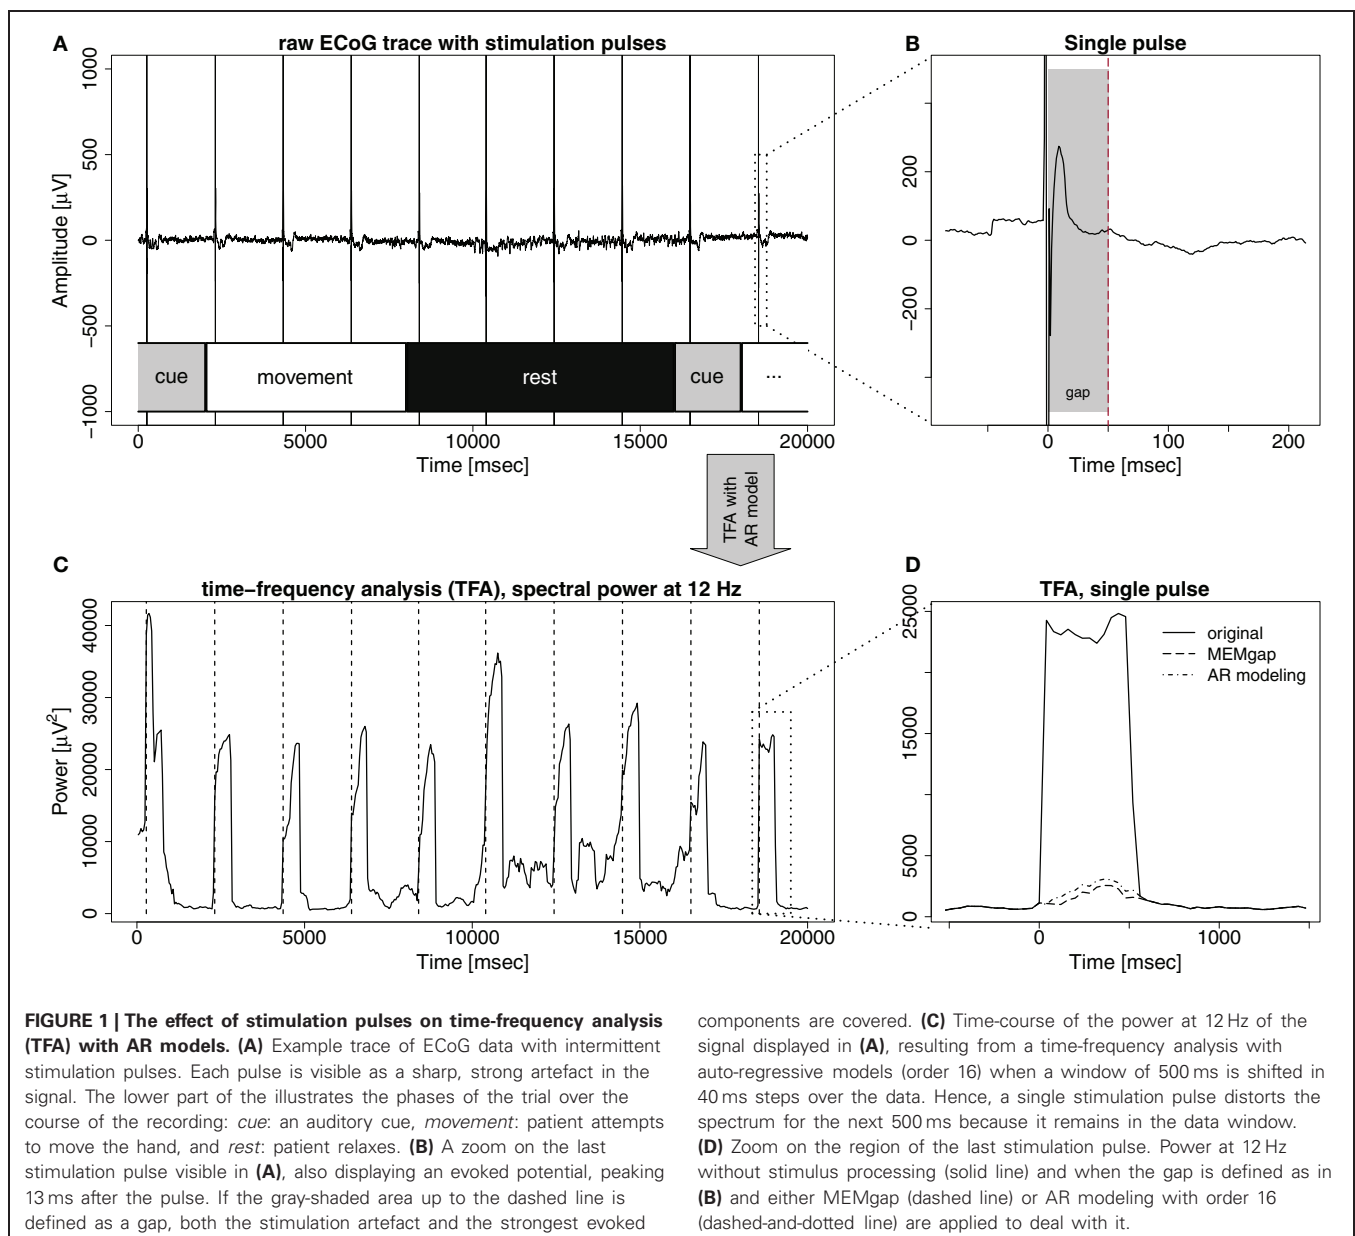 A
raw ECoG trace with stimulation pulses
Amplitude [µV]
1000
500
0
−500
−1000
cue
movement
rest
cue
...
0
5000
10000
15000
20000
Time [msec]
B
Single pulse
200
0
−200
gap
0
100
200
Time [msec]
TFA with
AR model
C
time−frequency analysis (TFA), spectral power at 12 Hz
Power [µV²]
40000
30000
20000
10000
0
0
5000
10000
15000
20000
Time [msec]
D
TFA, single pulse
25000
15000
5000
0
original
MEMgap
AR modeling
0
1000
Time [msec]
FIGURE 1 | The effect of stimulation pulses on time-frequency analysis
(TFA) with AR models. (A) Example trace of ECoG data with intermittent
stimulation pulses. Each pulse is visible as a sharp, strong artefact in the
signal. The lower part of the illustrates the phases of the trial over the
course of the recording: cue: an auditory cue, movement: patient attempts
to move the hand, and rest: patient relaxes. (B) A zoom on the last
stimulation pulse visible in (A), also displaying an evoked potential, peaking
13 ms after the pulse. If the gray-shaded area up to the dashed line is
defined as a gap, both the stimulation artefact and the strongest evoked
components are covered. (C) Time-course of the power at 12 Hz of the
signal displayed in (A), resulting from a time-frequency analysis with
auto-regressive models (order 16) when a window of 500 ms is shifted in
40 ms steps over the data. Hence, a single stimulation pulse distorts the
spectrum for the next 500 ms because it remains in the data window.
(D) Zoom on the region of the last stimulation pulse. Power at 12 Hz
without stimulus processing (solid line) and when the gap is defined as in
(B) and either MEMgap (dashed line) or AR modeling with order 16
(dashed-and-dotted line) are applied to deal with it.